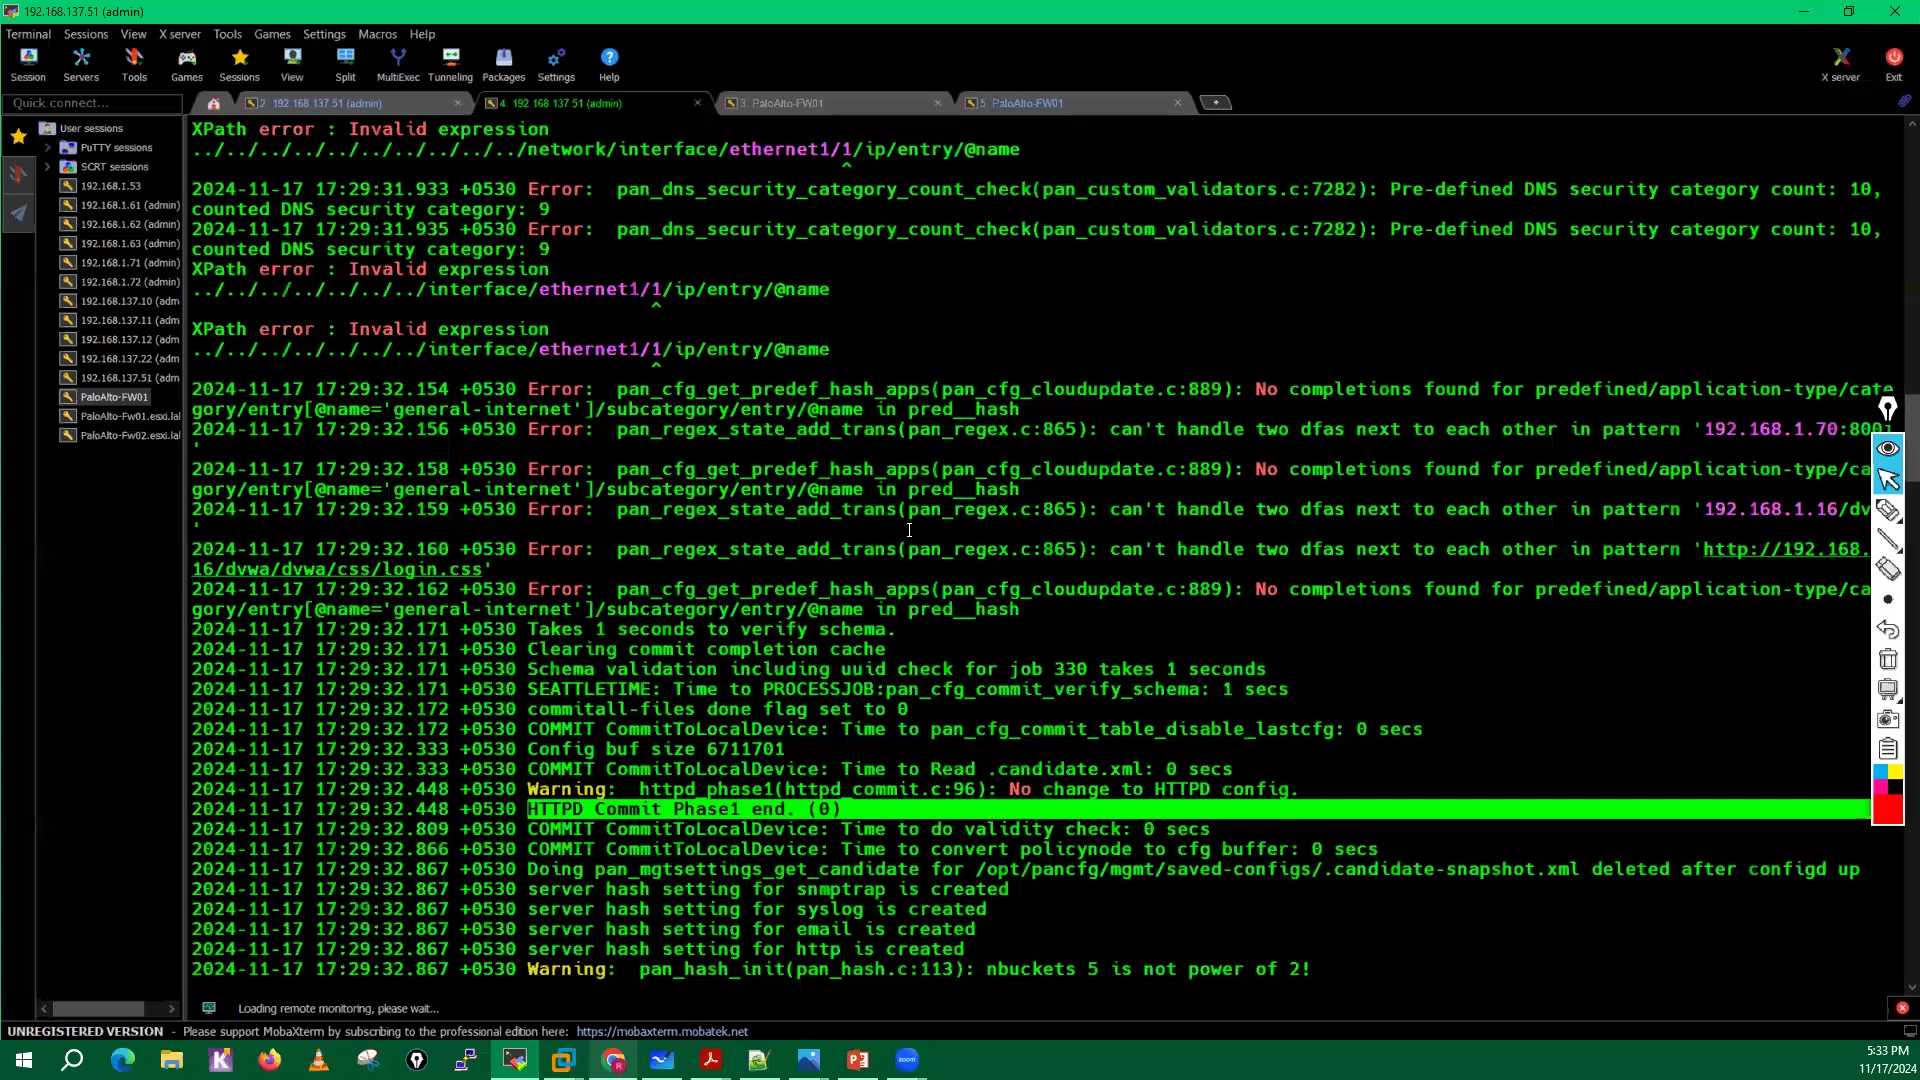 192.168.137.51 (admin)
Terminal Sessions View X server Tools Games Settings Macros Help
Session Servers Tools Games Sessions View Split MultiExec Tunneling Packages Settings Help X server Exit
Quick connect...
2. 192.168.137.51 (admin)
4. 192.168.137.51 (admin)
3. PaloAlto-FW01
5. PaloAlto-FW01
User sessions
PuTTY sessions
SCRT sessions
192.168.1.53
192.168.1.61 (admin)
192.168.1.62 (admin)
192.168.1.63 (admin)
192.168.1.71 (admin)
192.168.1.72 (admin)
192.168.137.10 (adm
192.168.137.11 (adm
192.168.137.12 (adm
192.168.137.22 (adm
192.168.137.51 (adm
PaloAlto-FW01
PaloAlto-Fw01.esxi.lal
PaloAlto-Fw02.esxi.lal
XPath error : Invalid expression
../../../../../../../../network/interface/ethernet1/1/ip/entry/@name
^
2024-11-17 17:29:31.933 +0530 Error:  pan_dns_security_category_count_check(pan_custom_validators.c:7282): Pre-defined DNS security category count: 10,
counted DNS security category: 9
2024-11-17 17:29:31.935 +0530 Error:  pan_dns_security_category_count_check(pan_custom_validators.c:7282): Pre-defined DNS security category count: 10,
counted DNS security category: 9
XPath error : Invalid expression
../../../../../../../interface/ethernet1/1/ip/entry/@name
^
XPath error : Invalid expression
../../../../../../../interface/ethernet1/1/ip/entry/@name
^
2024-11-17 17:29:32.154 +0530 Error:  pan_cfg_get_predef_hash_apps(pan_cfg_cloudupdate.c:889): No completions found for predefined/application-type/cate
gory/entry[@name='general-internet']/subcategory/entry/@name in pred__hash
2024-11-17 17:29:32.156 +0530 Error:  pan_regex_state_add_trans(pan_regex.c:865): can't handle two dfas next to each other in pattern '192.168.1.70:800
'
2024-11-17 17:29:32.158 +0530 Error:  pan_cfg_get_predef_hash_apps(pan_cfg_cloudupdate.c:889): No completions found for predefined/application-type/ca
gory/entry[@name='general-internet']/subcategory/entry/@name in pred__hash
2024-11-17 17:29:32.159 +0530 Error:  pan_regex_state_add_trans(pan_regex.c:865): can't handle two dfas next to each other in pattern '192.168.1.16/dv
'
2024-11-17 17:29:32.160 +0530 Error:  pan_regex_state_add_trans(pan_regex.c:865): can't handle two dfas next to each other in pattern 'http://192.168.
16/dvwa/dvwa/css/login.css'
2024-11-17 17:29:32.162 +0530 Error:  pan_cfg_get_predef_hash_apps(pan_cfg_cloudupdate.c:889): No completions found for predefined/application-type/ca
gory/entry[@name='general-internet']/subcategory/entry/@name in pred__hash
2024-11-17 17:29:32.171 +0530 Takes 1 seconds to verify schema.
2024-11-17 17:29:32.171 +0530 Clearing commit completion cache
2024-11-17 17:29:32.171 +0530 Schema validation including uuid check for job 330 takes 1 seconds
2024-11-17 17:29:32.171 +0530 SEATTLETIME: Time to PROCESSJOB:pan_cfg_commit_verify_schema: 1 secs
2024-11-17 17:29:32.172 +0530 commitall-files done flag set to 0
2024-11-17 17:29:32.172 +0530 COMMIT CommitToLocalDevice: Time to pan_cfg_commit_table_disable_lastcfg: 0 secs
2024-11-17 17:29:32.333 +0530 Config buf size 6711701
2024-11-17 17:29:32.333 +0530 COMMIT CommitToLocalDevice: Time to Read .candidate.xml: 0 secs
2024-11-17 17:29:32.448 +0530 Warning:  httpd_phase1(httpd_commit.c:96): No change to HTTPD config.
2024-11-17 17:29:32.448 +0530 HTTPD Commit Phase1 end. (0)
2024-11-17 17:29:32.809 +0530 COMMIT CommitToLocalDevice: Time to do validity check: 0 secs
2024-11-17 17:29:32.866 +0530 COMMIT CommitToLocalDevice: Time to convert policynode to cfg buffer: 0 secs
2024-11-17 17:29:32.867 +0530 Doing pan_mgtsettings_get_candidate for /opt/pancfg/mgmt/saved-configs/.candidate-snapshot.xml deleted after configd up
2024-11-17 17:29:32.867 +0530 server hash setting for snmptrap is created
2024-11-17 17:29:32.867 +0530 server hash setting for syslog is created
2024-11-17 17:29:32.867 +0530 server hash setting for email is created
2024-11-17 17:29:32.867 +0530 server hash setting for http is created
2024-11-17 17:29:32.867 +0530 Warning:  pan_hash_init(pan_hash.c:113): nbuckets 5 is not power of 2!
Loading remote monitoring, please wait...
UNREGISTERED VERSION - Please support MobaXterm by subscribing to the professional edition here: https://mobaxterm.mobatek.net
5:33 PM
11/17/2024